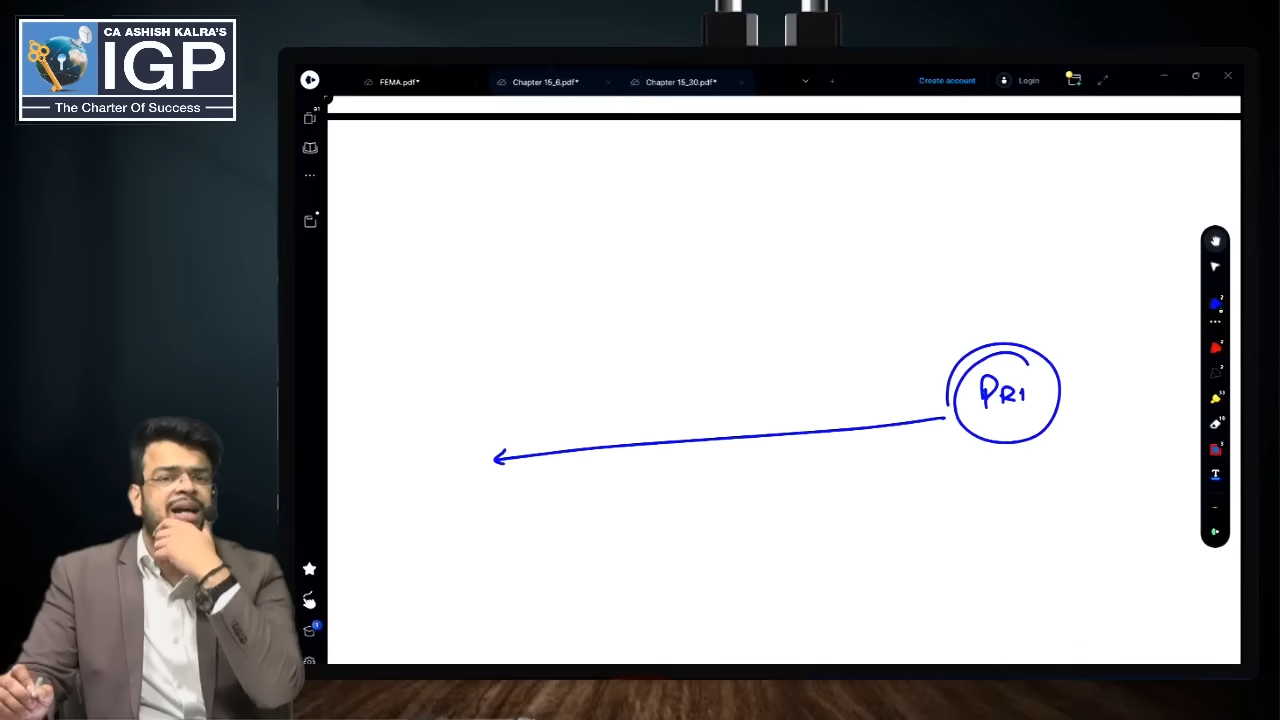 CA ASHISH KALRA'S
IGP
The Charter Of Success
FEMA.pdf*
Chapter 15_6.pdf*
Chapter 15_30.pdf*
Create account
Login
PRI